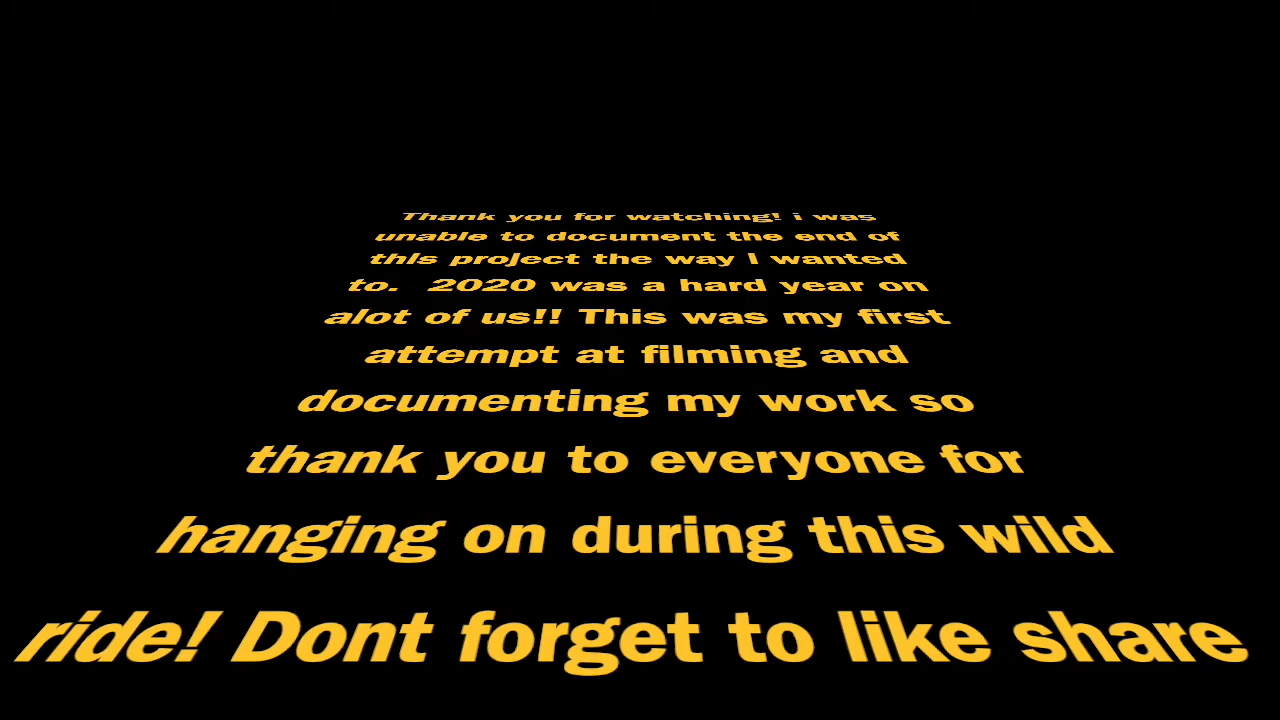 Thank you for watching! i was
unable to document the end of
this project the way I wanted
to.  2020 was a hard year on
alot of us!! This was my first
attempt at filming and
documenting my work so
thank you to everyone for
hanging on during this wild
ride! Dont forget to like share